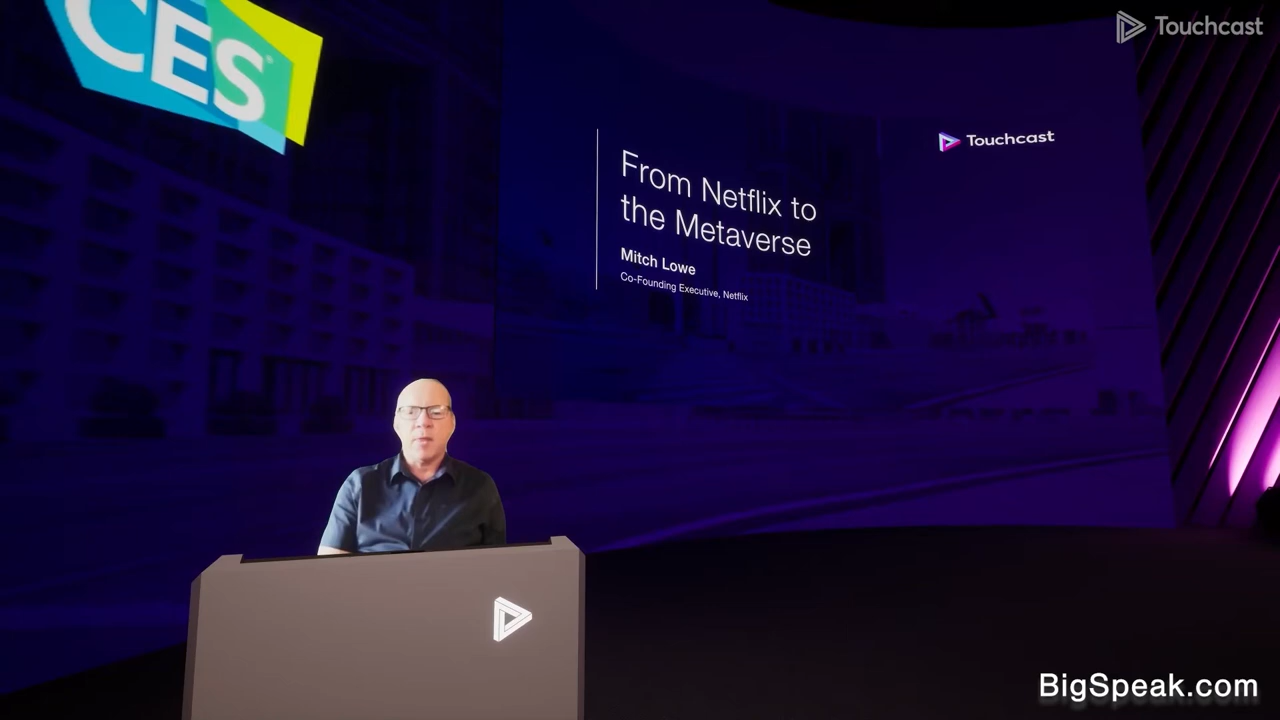 CES
Touchcast
Touchcast
From Netflix to
the Metaverse
Mitch Lowe
Co-Founding Executive, Netflix
BigSpeak.com